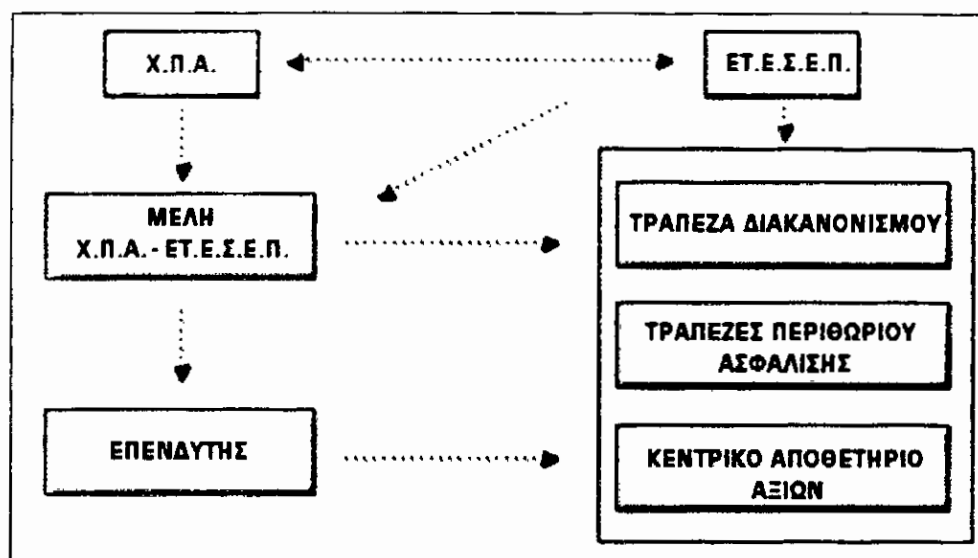 Χ.Π.Α.
ΕΤ.Ε.Σ.Ε.Π.
ΜΕΛΗ
Χ.Π.Α. - ΕΤ.Ε.Σ.Ε.Π.
ΤΡΑΠΕΖΑ ΔΙΑΚΑΝΟΝΙΣΜΟΥ
ΤΡΑΠΕΖΕΣ ΠΕΡΙΘΩΡΙΟΥ
ΑΣΦΑΛΙΣΗΣ
ΕΠΕΝΔΥΤΗΣ
ΚΕΝΤΡΙΚΟ ΑΠΟΘΕΤΗΡΙΟ
ΑΞΙΩΝ